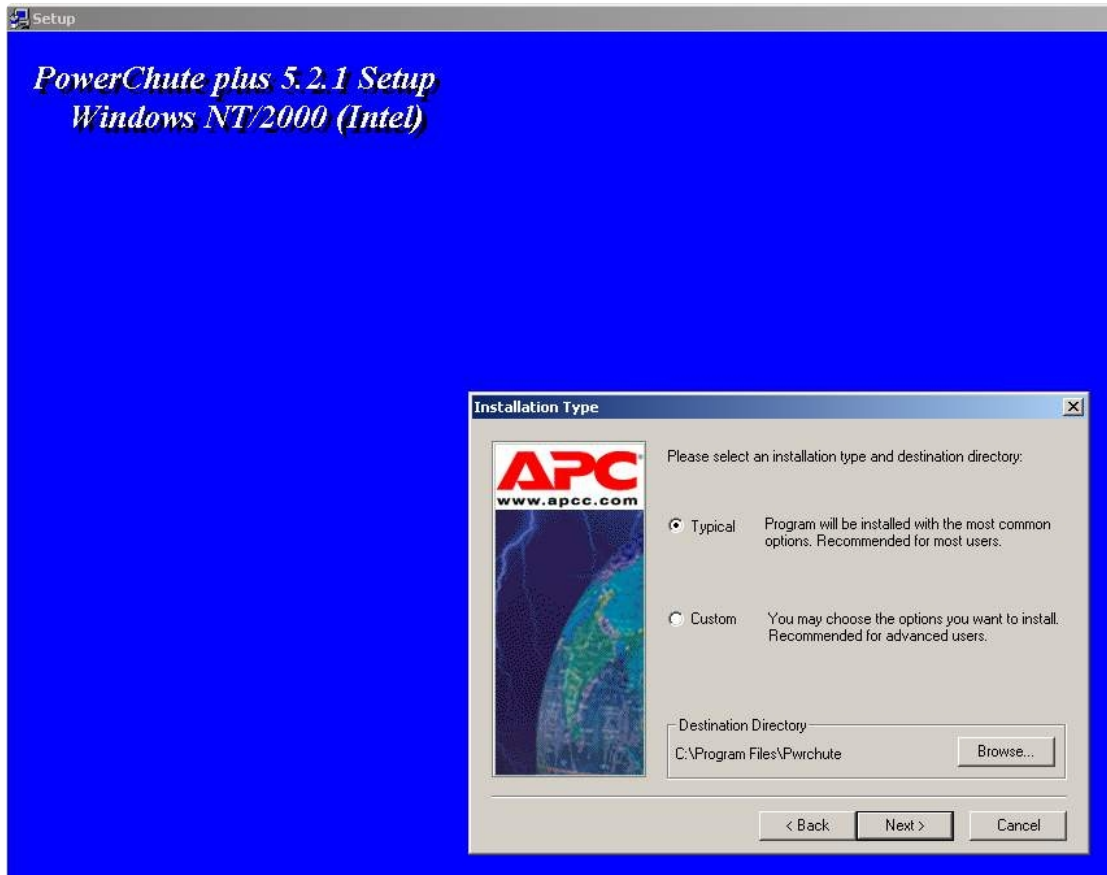 Setup
PowerChute plus 5.2.1 Setup
Windows NT/2000 (Intel)
Installation Type
APC
www.apcc.com
Please select an installation type and destination directory:
Typical
Program will be installed with the most common
options. Recommended for most users.
Custom
You may choose the options you want to install.
Recommended for advanced users.
Destination Directory
C:\Program Files\Pwrchute
Browse...
< Back
Next >
Cancel